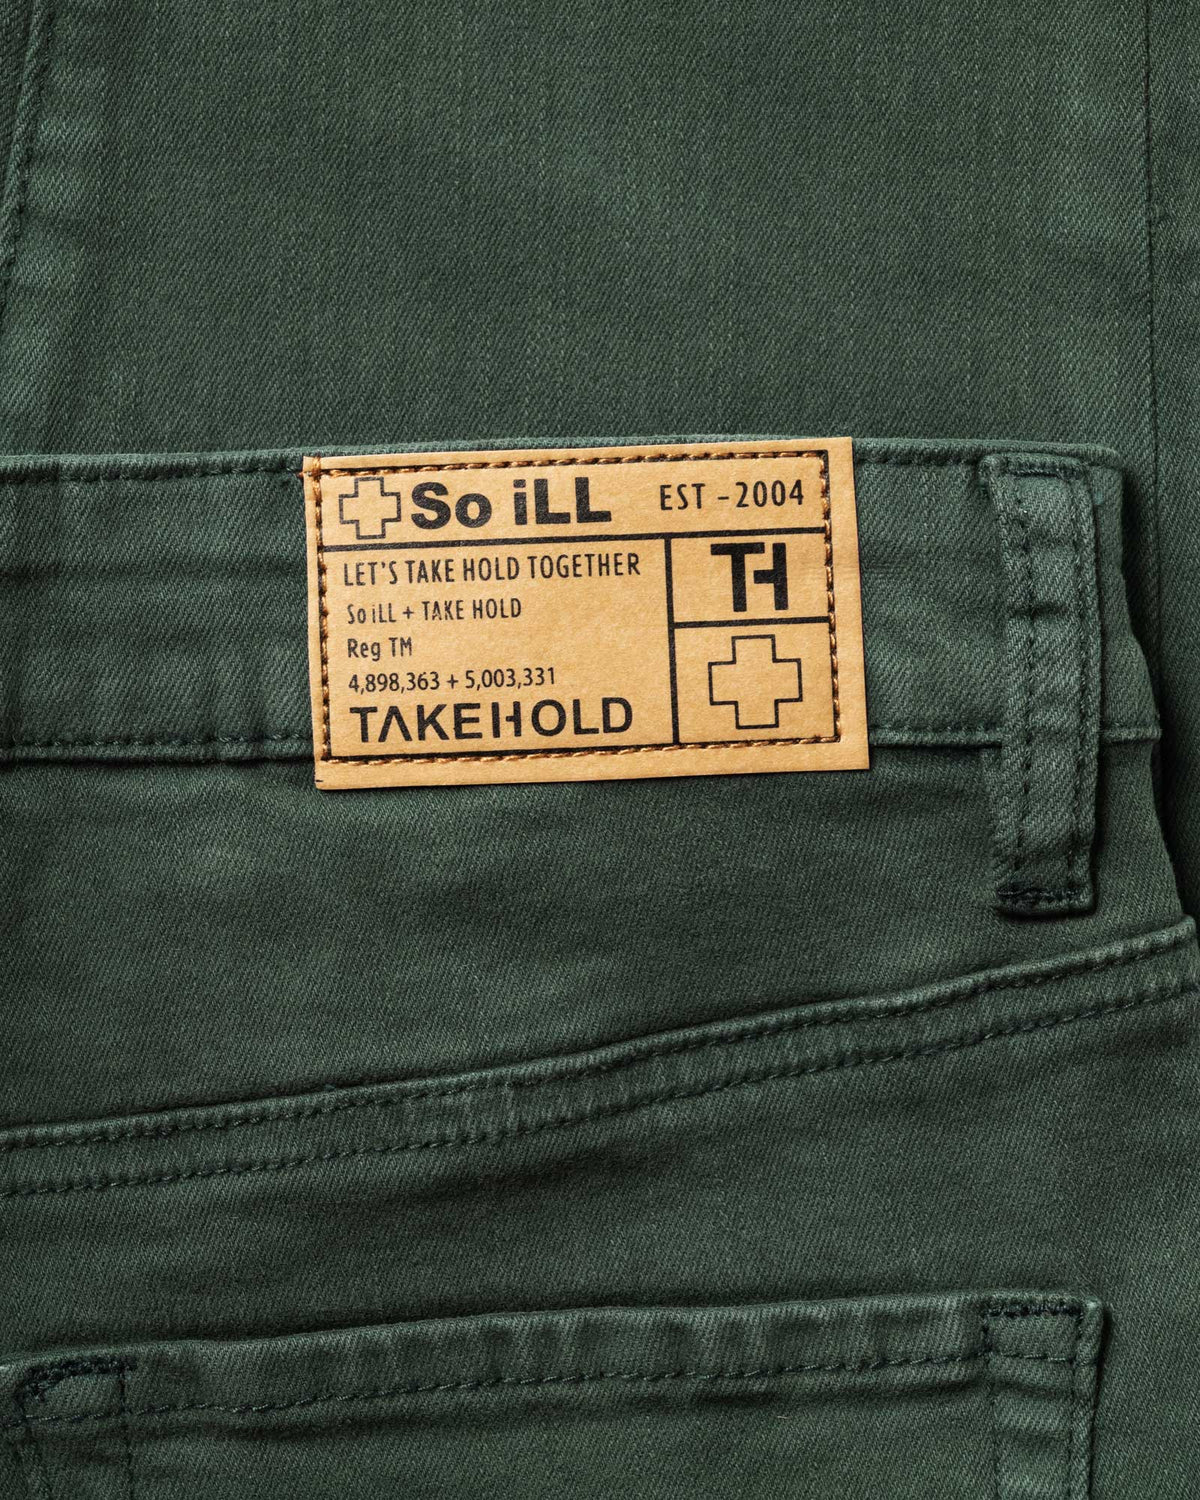 So iLL EST - 2004
LET'S TAKE HOLD TOGETHER
So iLL + TAKE HOLD
Reg TM
4,898,363 + 5,003,331
TAKEHOLD
TH